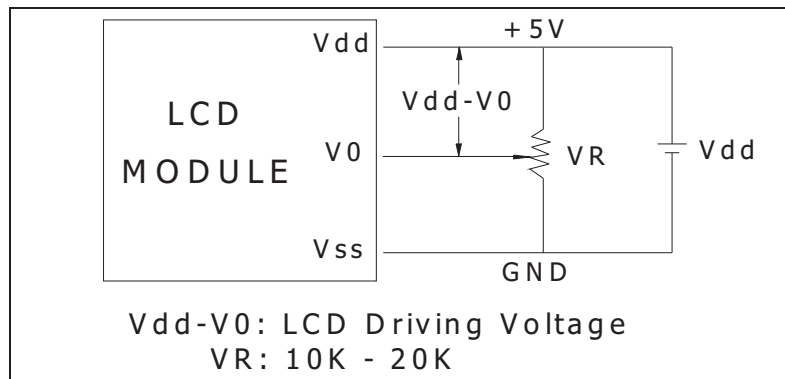 Vdd
+5V
Vdd-V0
LCD
MODULE
V0
VR
Vdd
Vss
GND
Vdd-V0: LCD Driving Voltage
VR: 10K - 20K